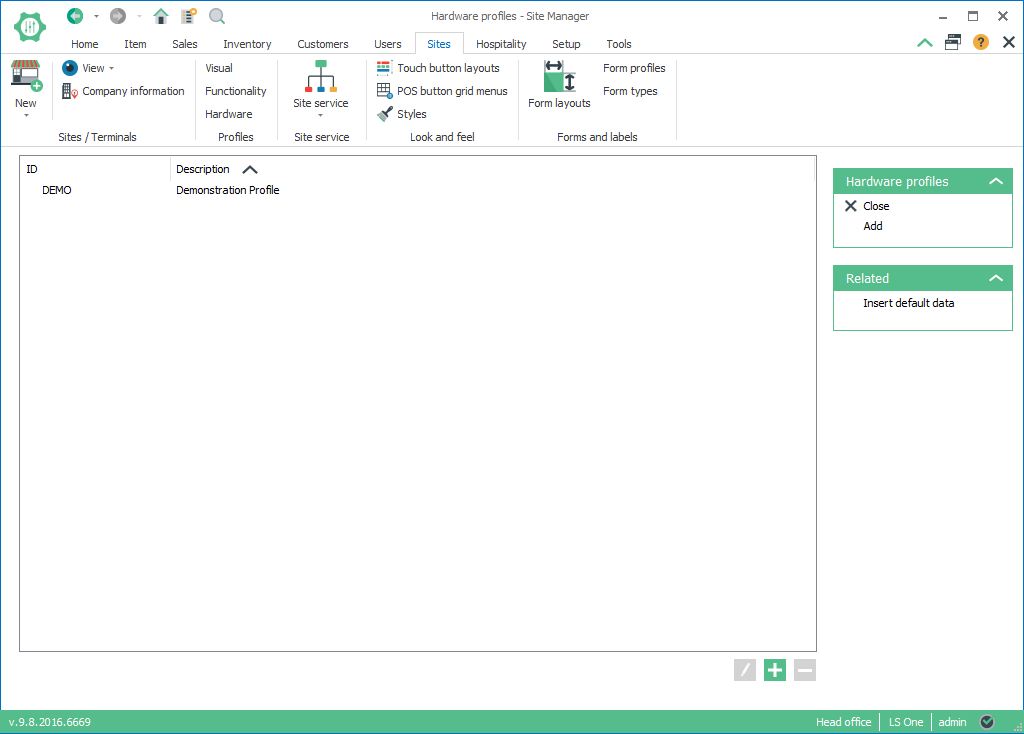 Hardware profiles - Site Manager
Home Item Sales Inventory Customers Users Sites Hospitality Setup Tools
New
View
Company information
Sites / Terminals
Visual
Functionality
Hardware
Profiles
Site service
Site service
Touch button layouts
POS button grid menus
Styles
Look and feel
Form layouts
Form profiles
Form types
Forms and labels
ID Description
DEMO Demonstration Profile
Hardware profiles
Close
Add
Related
Insert default data
v.9.8.2016.6669 Head office LS One admin